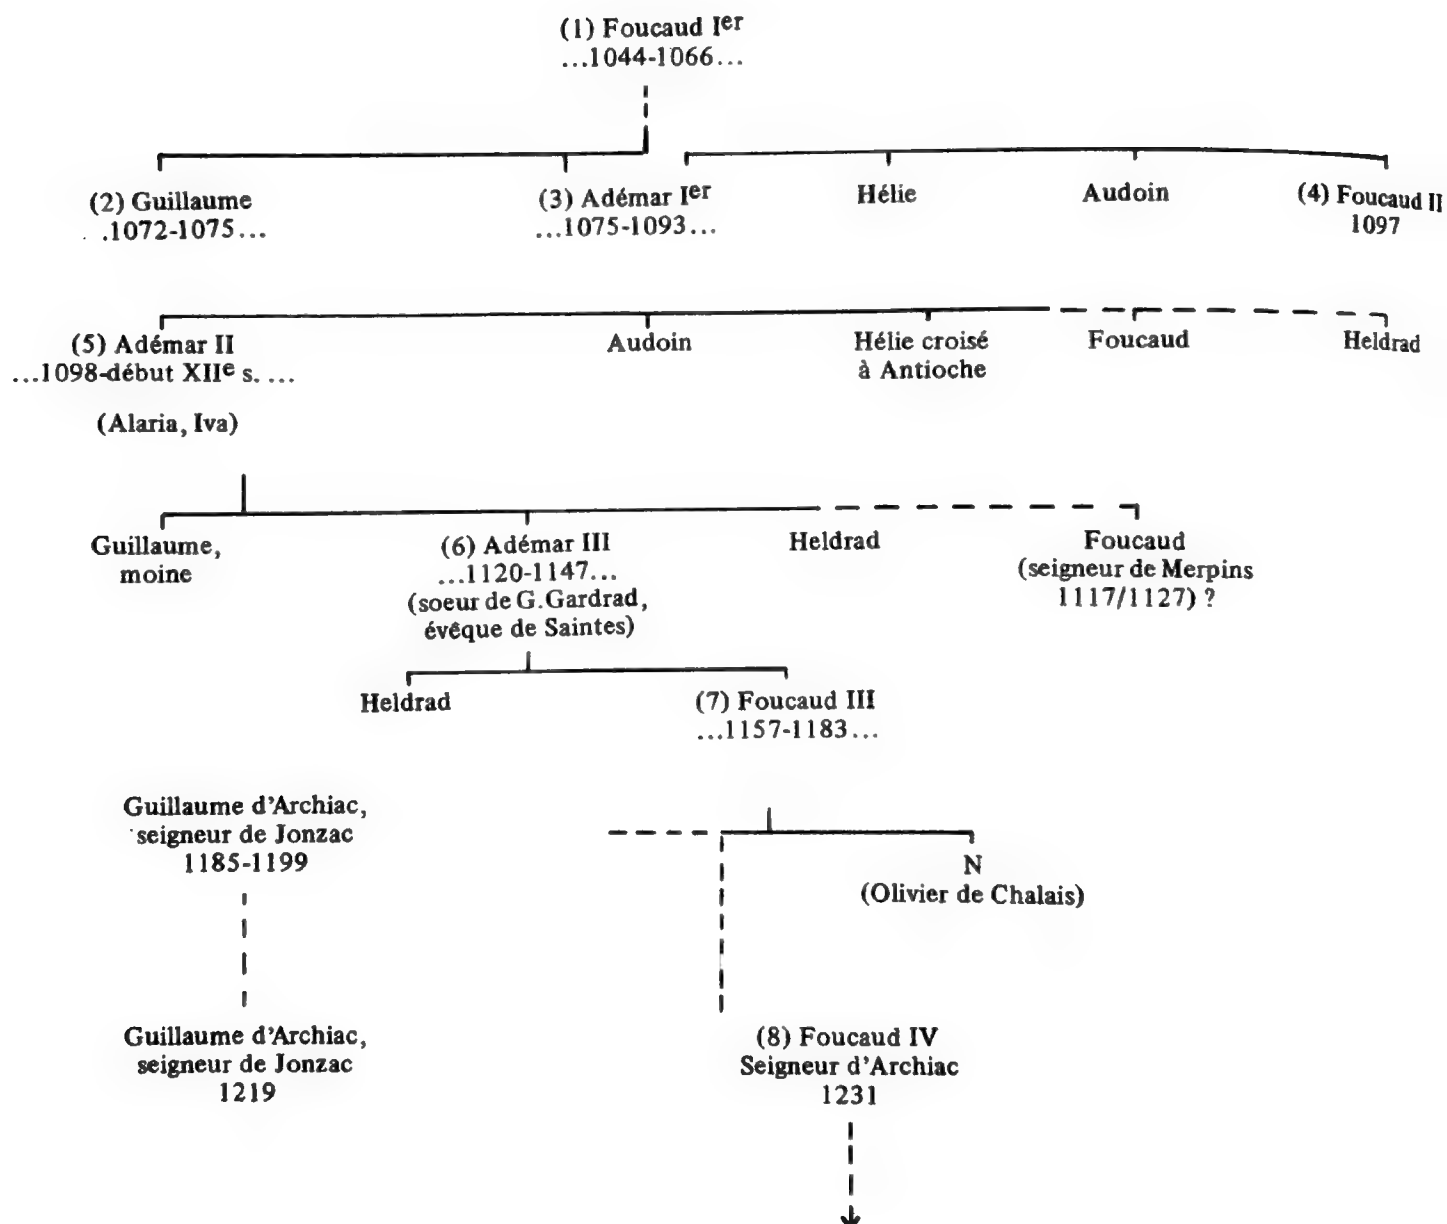 (1) Foucaud Ier
...1044-1066...
(2) Guillaume
..1072-1075...
(3) Adémar Ier
...1075-1093...
Hélie
Audoin
(4) Foucaud II
1097
(5) Adémar II
...1098-début XIIe s. ...
(Alaria, Iva)
Audoin
Hélie croisé
à Antioche
Foucaud
Heldrad
Guillaume,
moine
(6) Adémar III
...1120-1147...
(soeur de G.Gardrad,
évêque de Saintes)
Heldrad
Foucaud
(seigneur de Merpins
1117/1127) ?
Heldrad
(7) Foucaud III
...1157-1183...
Guillaume d'Archiac,
seigneur de Jonzac
1185-1199
N
(Olivier de Chalais)
Guillaume d'Archiac,
seigneur de Jonzac
1219
(8) Foucaud IV
Seigneur d'Archiac
1231